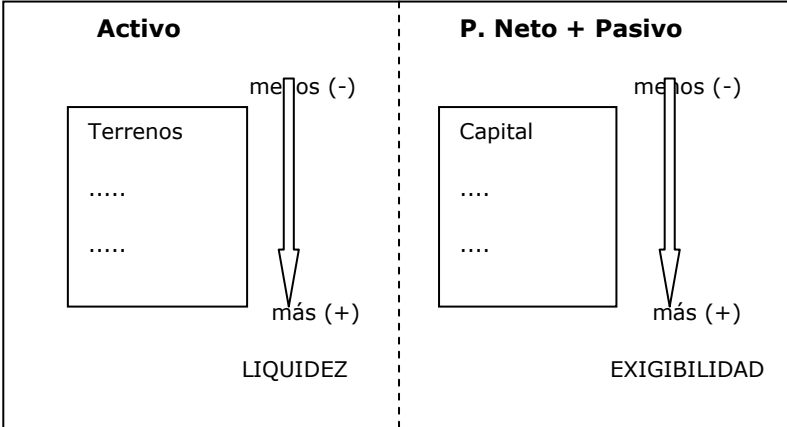 Activo
menos (-)
Terrenos
.....
.....
más (+)
LIQUIDEZ
P. Neto + Pasivo
menos (-)
Capital
....
....
más (+)
EXIGIBILIDAD